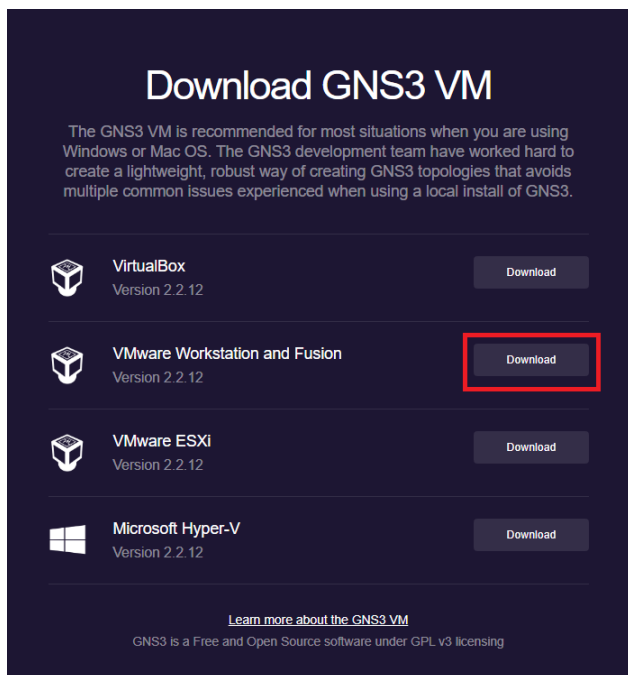 Download GNS3 VM
The GNS3 VM is recommended for most situations when you are using
Windows or Mac OS. The GNS3 development team have worked hard to
create a lightweight, robust way of creating GNS3 topologies that avoids
multiple common issues experienced when using a local install of GNS3.
VirtualBox
Version 2.2.12
Download
VMware Workstation and Fusion
Version 2.2.12
Download
VMware ESXi
Version 2.2.12
Download
Microsoft Hyper-V
Version 2.2.12
Download
Learn more about the GNS3 VM
GNS3 is a Free and Open Source software under GPL v3 licensing